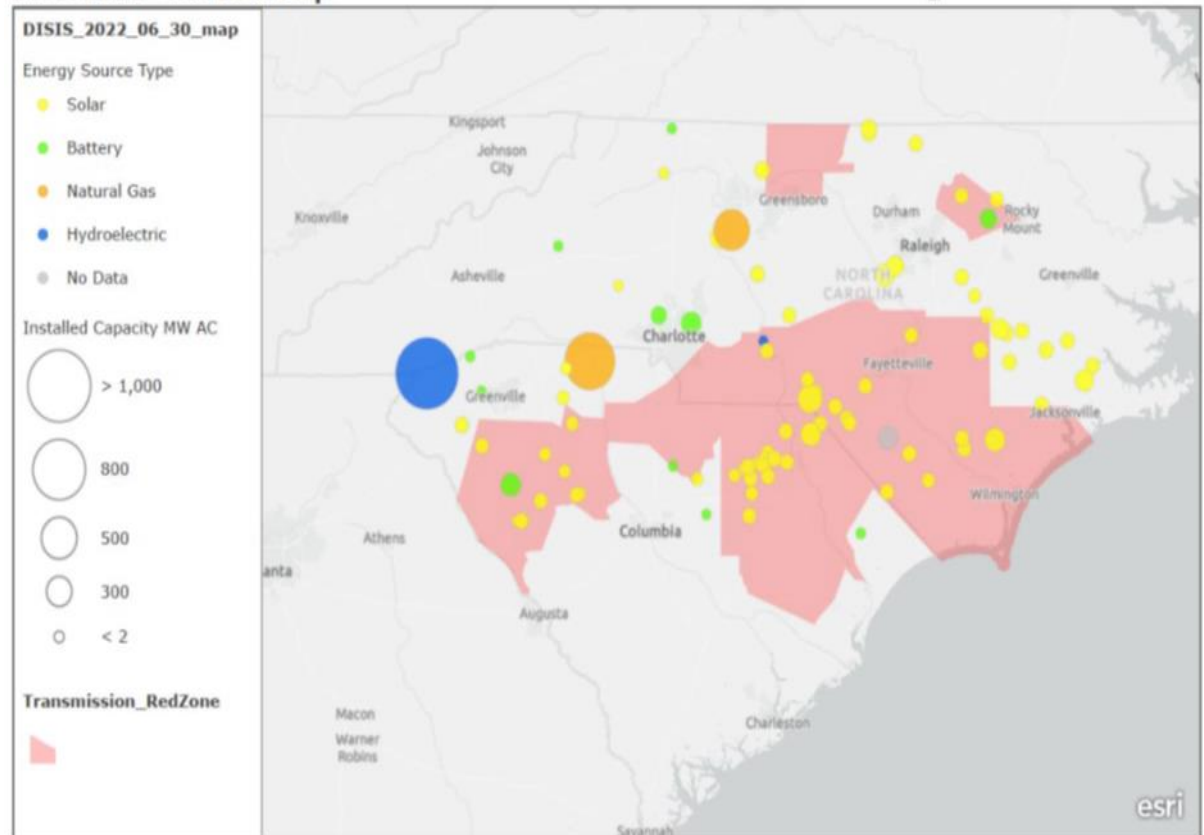 DISIS_2022_06_30_map
Energy Source Type
Solar
Battery
Natural Gas
Hydroelectric
No Data
Installed Capacity MW AC
> 1,000
800
500
300
< 2
Transmission_RedZone
Kingsport
Johnson
City
Knoxville
Greensboro
Durham
Rocky
Mount
Raleigh
Asheville
NORTH
CAROLINA
Greenville
Charlotte
Fayetteville
Greenville
Jacksonville
Wilmington
Columbia
Athens
anta
Augusta
Macon
Warner
Robins
Charleston
Savannah
esri